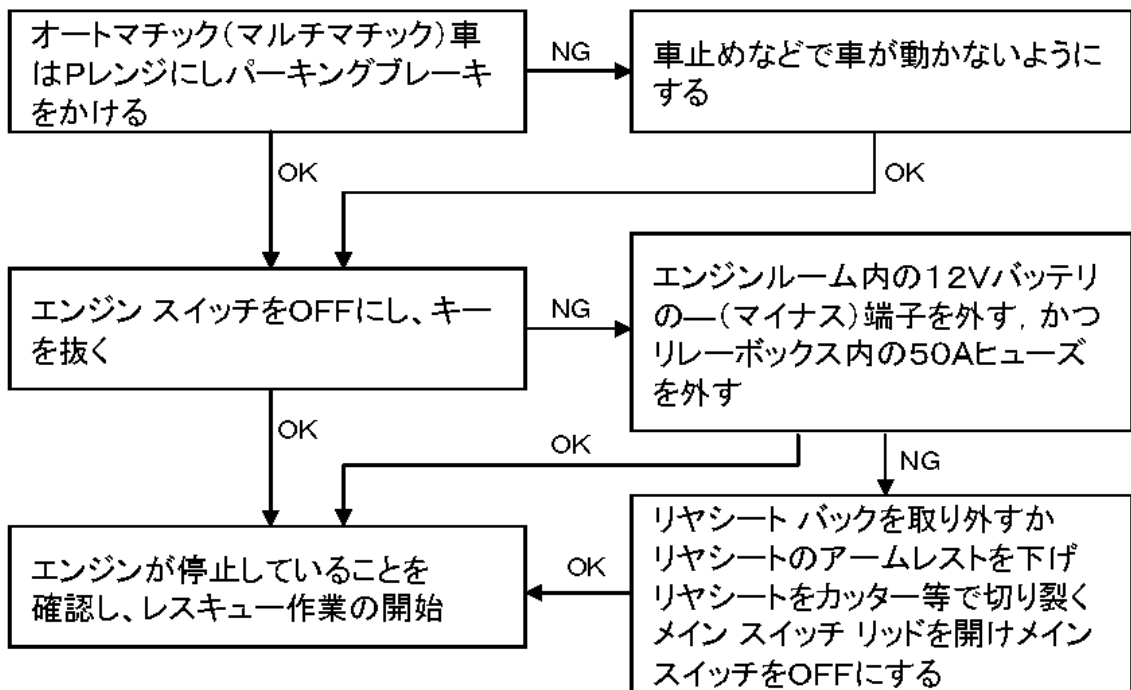 オートマチック(マルチマチック)車
はPレンジにしパーキングブレーキ
をかける
NG
車止めなどで車が動かないように
する
OK
OK
エンジン スイッチをOFFにし、キー
を抜く
NG
エンジンルーム内の12Vバッテリ
の―(マイナス)端子を外す, かつ
リレーボックス内の50Aヒューズ
を外す
OK
OK
NG
エンジンが停止していることを
確認し、レスキュー作業の開始
OK
リヤシート バックを取り外すか
リヤシートのアームレストを下げ
リヤシートをカッター等で切り裂く
メイン スイッチ リッドを開けメイン
スイッチをOFFにする